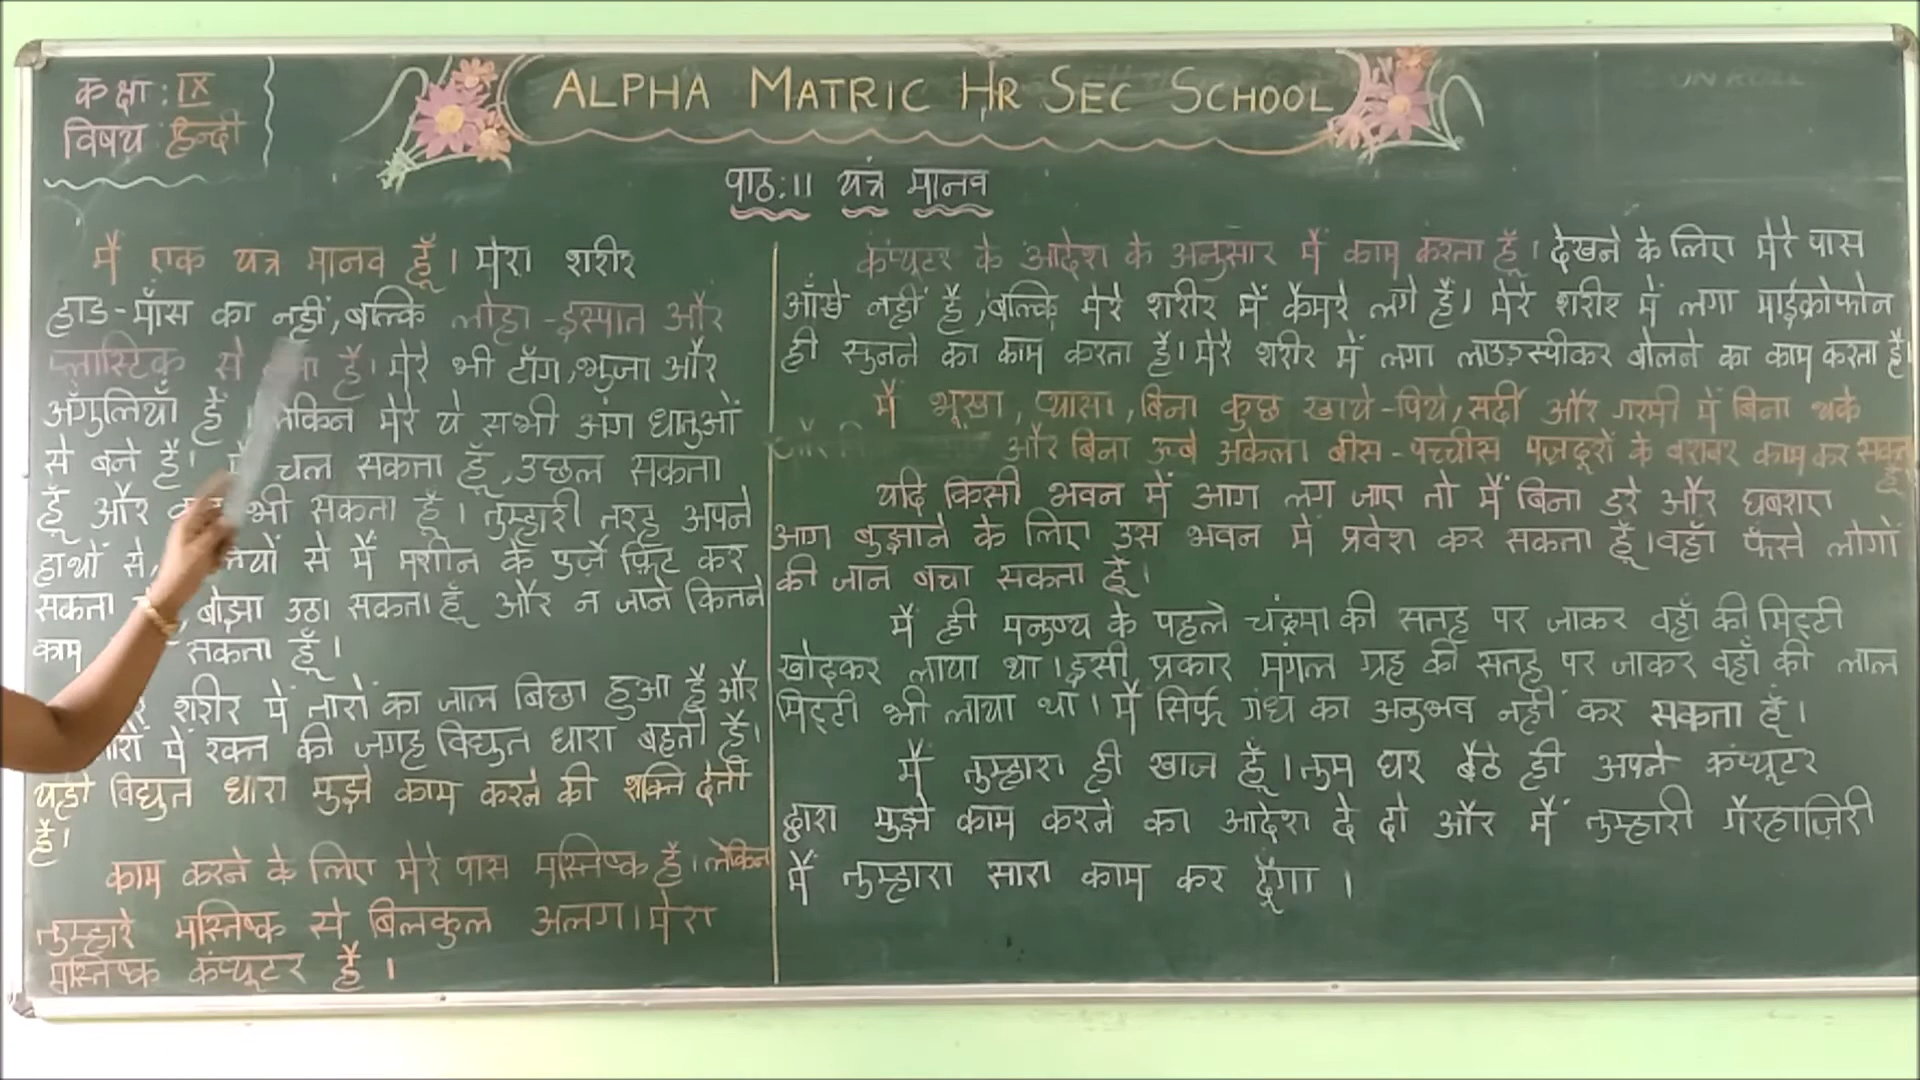 कक्षा : IX
विषय : हिन्दी
ALPHA MATRIC HR SEC SCHOOL
पाठ: 11 यंत्र मानव
मैं एक यत्र मानव हूँ। मेरा शरीर
हाड - माँस का नहीं, बल्कि लोहा - इस्पात और
प्लास्टिक से है। मेरे भी टाँग, भुजा और
अँगुलियाँ हैं। मेरे ये सभी अंग धातुओं
से बने हैं। चल सकता हूँ, उछल सकता
हूँ और भी सकता हूँ। तुम्हारी तरह अपने
हाथों से, से मैं मशीन के पुर्ज़े फ़िट कर
सकता बोझा उठा सकता हूँ और न जाने कितने
काम सकता हूँ।
शरीर में तारों का जाल बिछा हुआ है और
में रक्त की जगह विद्युत धारा बहती है।
यही विद्युत धारा मुझे काम करने की शक्ति देती
है।
काम करने के लिए मेरे पास मस्तिष्क है। लेकिन
तुम्हारे मस्तिष्क से बिलकुल अलग। मेरा
मस्तिष्क कंप्यूटर है।
कंप्यूटर के आदेश के अनुसार मैं काम करता हूँ। देखने के लिए मेरे पास
आँखे नहीं हैं, बल्कि मेरे शरीर में कैमरे लगे हैं। मेरे शरीर में लगा माईक्रोफोन
ही सुनने का काम करता है। मेरे शरीर में लगा लाउडस्पीकर बोलने का काम करता है।
मैं भूखा, प्यासा, बिना कुछ खाये - पिये, सर्दी और गरमी में बिना थके
और बिना ऊबे अकेला बीस - पच्चीस मज़दूरों के बराबर काम कर सकता
हूँ
यदि किसी भवन में आग लग जाए तो मैं बिना डरे और घबराए
आग बुझाने के लिए उस भवन में प्रवेश कर सकता हूँ। वहाँ फँसे लोगों
की जान बचा सकता हूँ।
मैं ही मनुष्य के पहले चंद्रमा की सतह पर जाकर वहाँ की मिट्टी
खोदकर लाया था। इसी प्रकार मंगल ग्रह की सतह पर जाकर वहाँ की लाल
मिट्टी भी लाया था। मैं सिर्फ़ गंध का अनुभव नहीं कर सकता हूँ।
मैं तुम्हारा ही खोज हूँ। तुम घर बैठे ही अपने कंप्यूटर
द्वारा मुझे काम करने का आदेश दे दो और मैं तुम्हारी गैरहाज़िरी
में तुम्हारा सारा काम कर दूँगा।